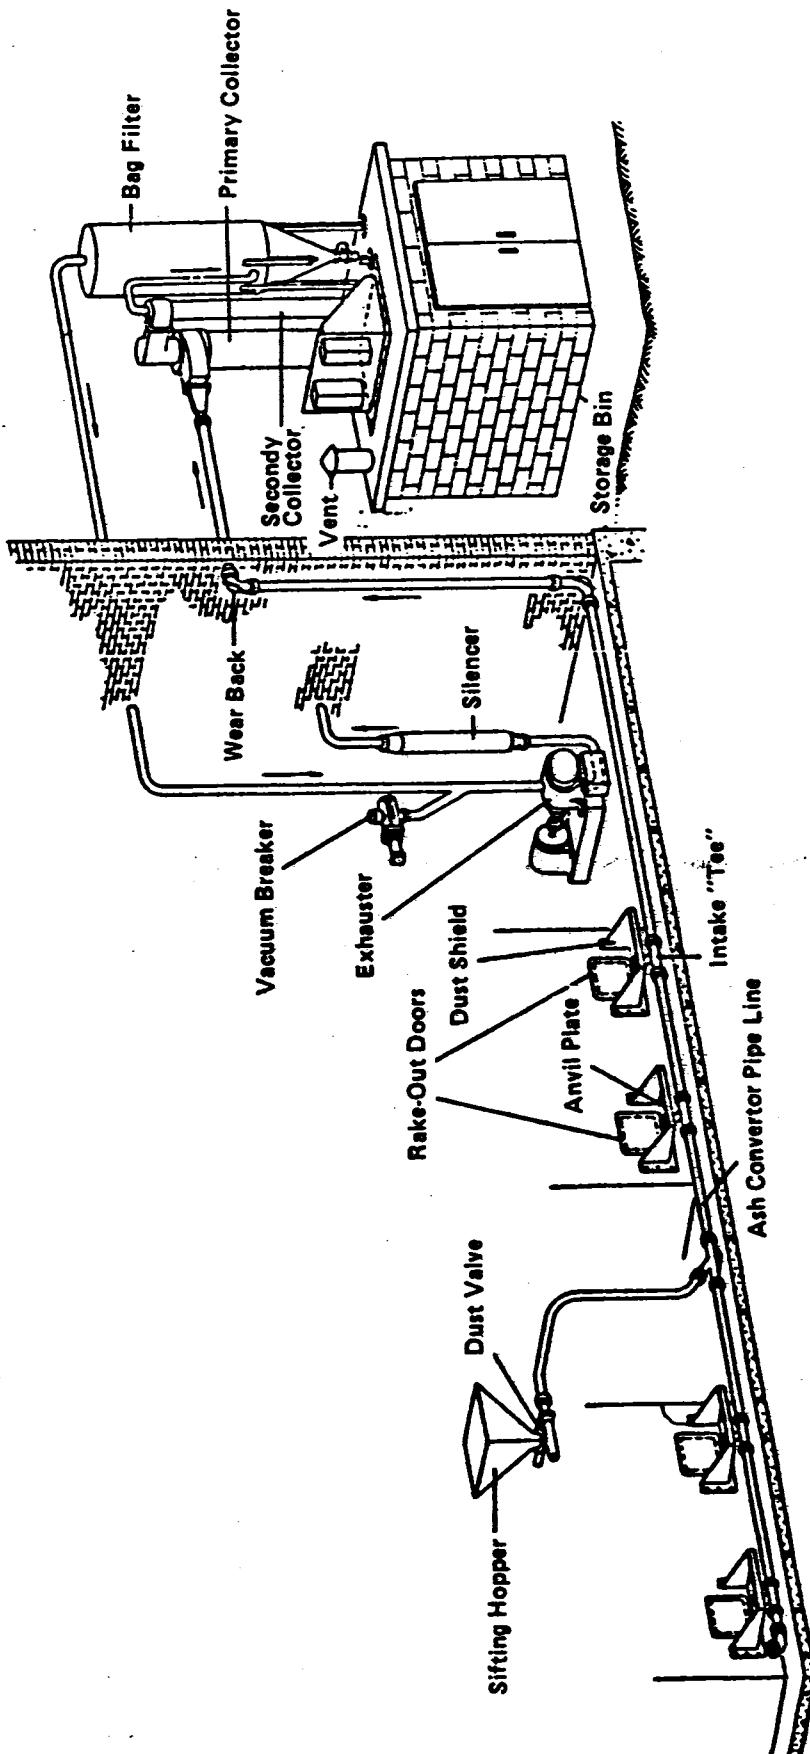 Bag Filter
Primary Collector
Secondy
Collector
Vent
Storage Bin
Wear Back
Silencer
Vacuum Breaker
Exhauster
Dust Shield
Rake-Out Doors
Anvil Plate
Intake "Tee"
Ash Convertor Pipe Line
Dust Valve
Sifting Hopper